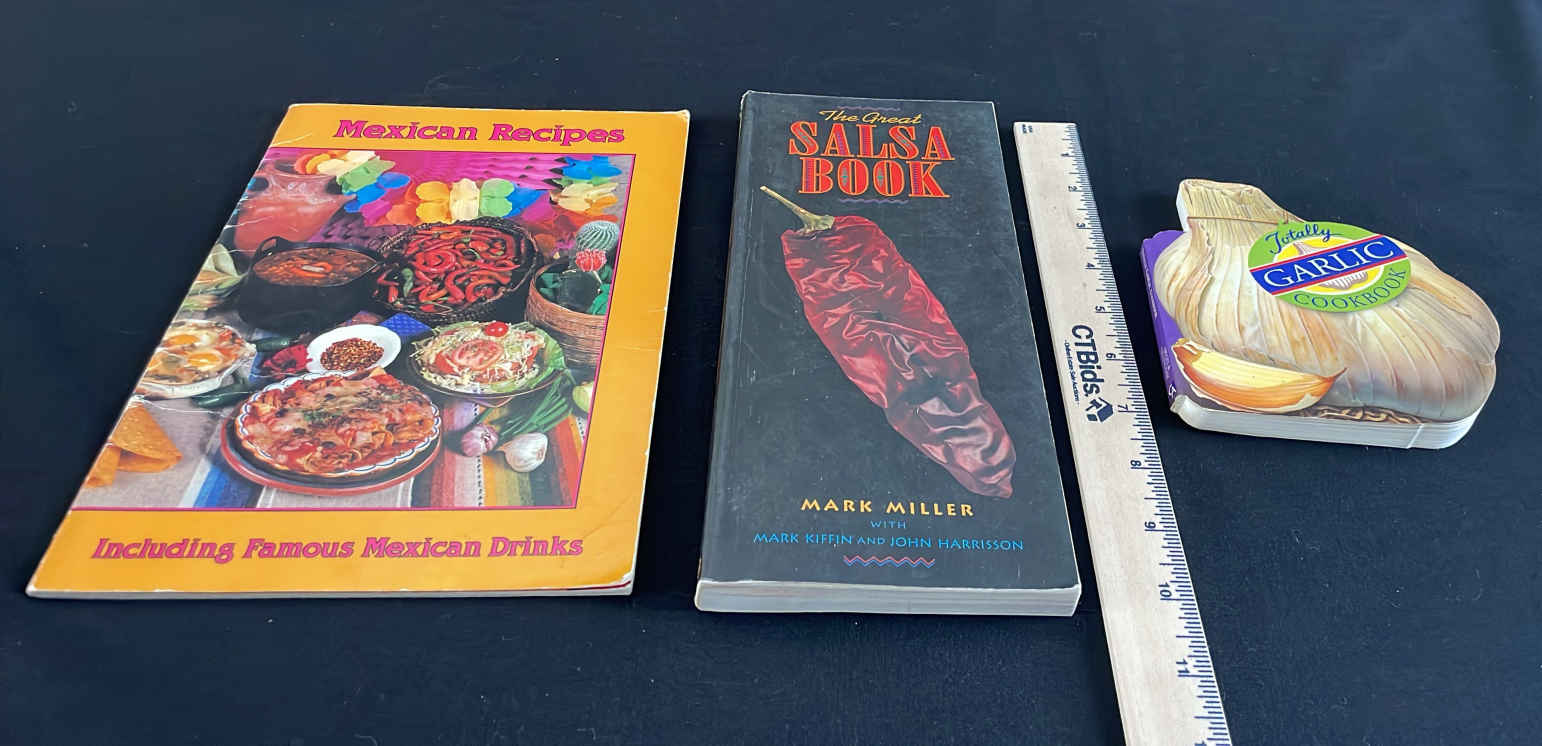 Mexican Recipes
Including Famous Mexican Drinks
The Great
SALSA
BOOK
MARK MILLER
WITH
MARK KIFFIN AND JOHN HARRISSON
1
2
3
4
5
6
7
8
9
10
11
CTBids.
Totally
GARLIC
COOKBOOK